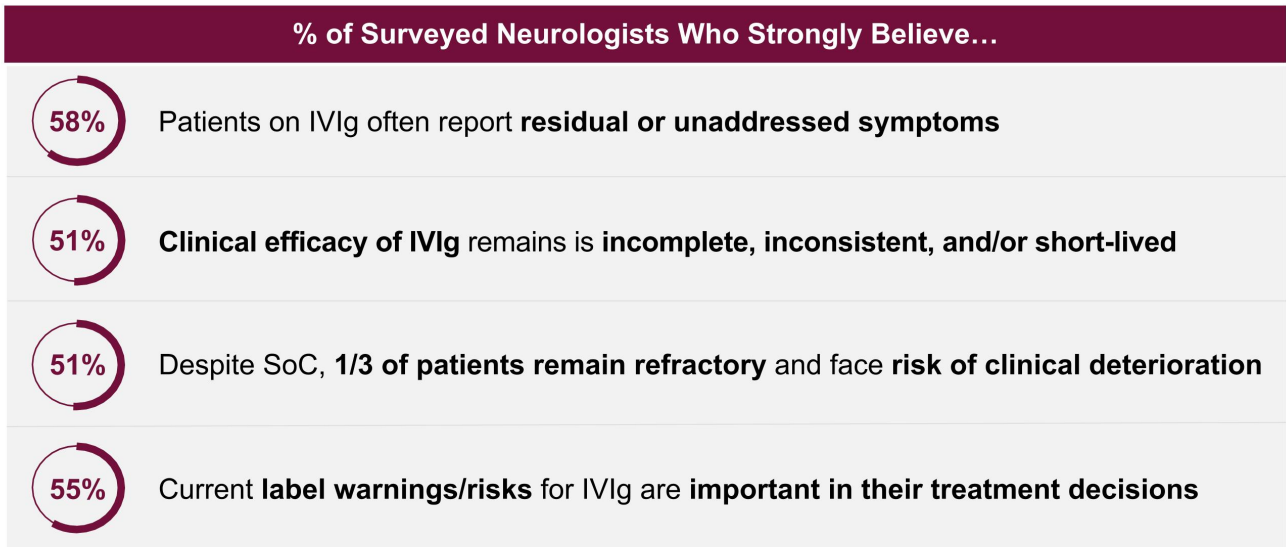 % of Surveyed Neurologists Who Strongly Believe…
58% Patients on IVIg often report residual or unaddressed symptoms
51% Clinical efficacy of IVIg remains is incomplete, inconsistent, and/or short-lived
51% Despite SoC, 1/3 of patients remain refractory and face risk of clinical deterioration
55% Current label warnings/risks for IVIg are important in their treatment decisions